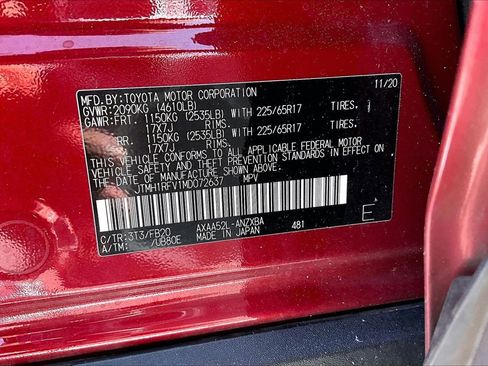 MFD.BY:TOYOTA MOTOR CORPORATION 11/20
GVWR:2090KG (4610LB)
GAWR:FRT. 1150KG (2535LB) WITH 225/65R17 TIRES,
17X7J RIMS,
RR. 1150KG (2535LB) WITH 225/65R17 TIRES,
17X7J RIMS,
THIS VEHICLE CONFORMS TO ALL APPLICABLE FEDERAL MOTOR
VEHICLE SAFETY AND THEFT PREVENTION STANDARDS IN
EFFECT ON THE DATE OF MANUFACTURE SHOWN ABOVE.
JTMH1RFV1MD072637 MPV
C/TR:3T3/FB20 AXAA52L-ANZXBA
A/TM: /UB80E MADE IN JAPAN 481 E